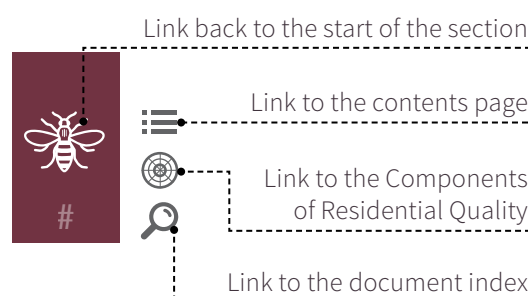 Link back to the start of the section
Link to the contents page
Link to the Components
of Residential Quality
#
Link to the document index